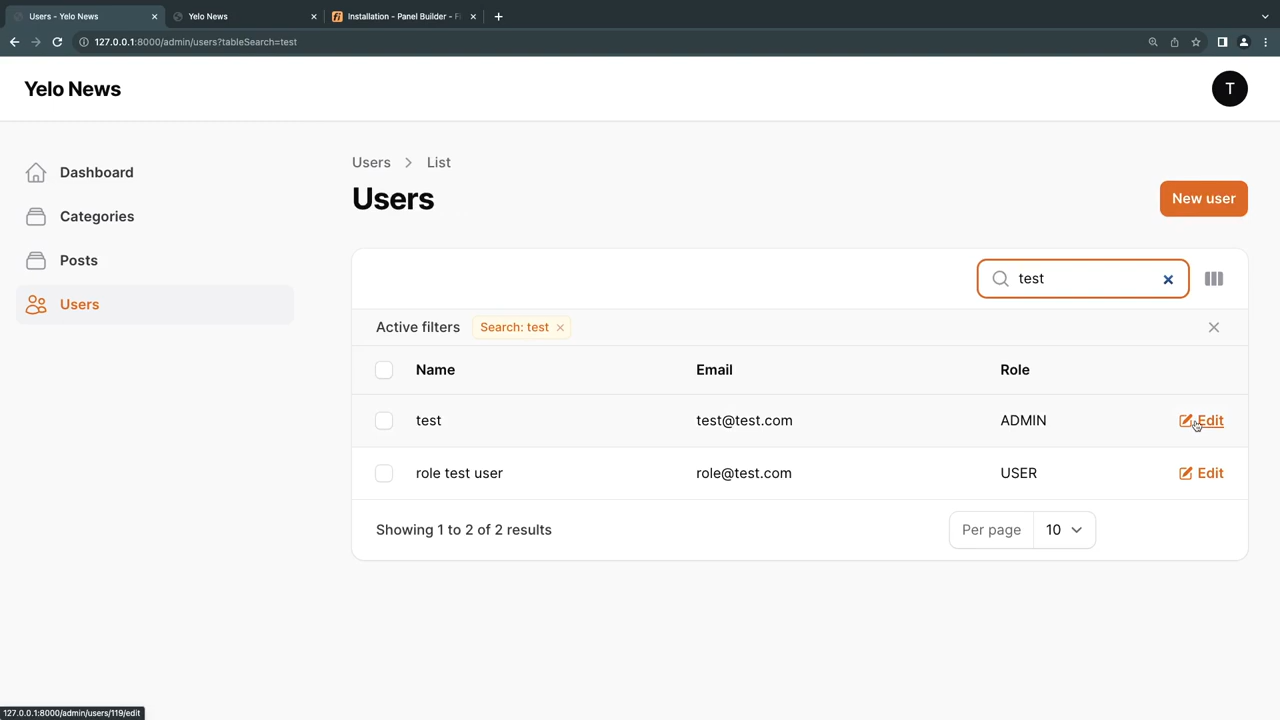 Users - Yelo News
Yelo News
Installation - Panel Builder - F
127.0.0.1:8000/admin/users?tableSearch=test
Yelo News
T
Dashboard
Categories
Posts
Users
Users > List
Users
New user
test
Active filters Search: test
Name Email Role
test test@test.com ADMIN Edit
role test user role@test.com USER Edit
Showing 1 to 2 of 2 results
Per page 10
127.0.0.1:8000/admin/users/119/edit